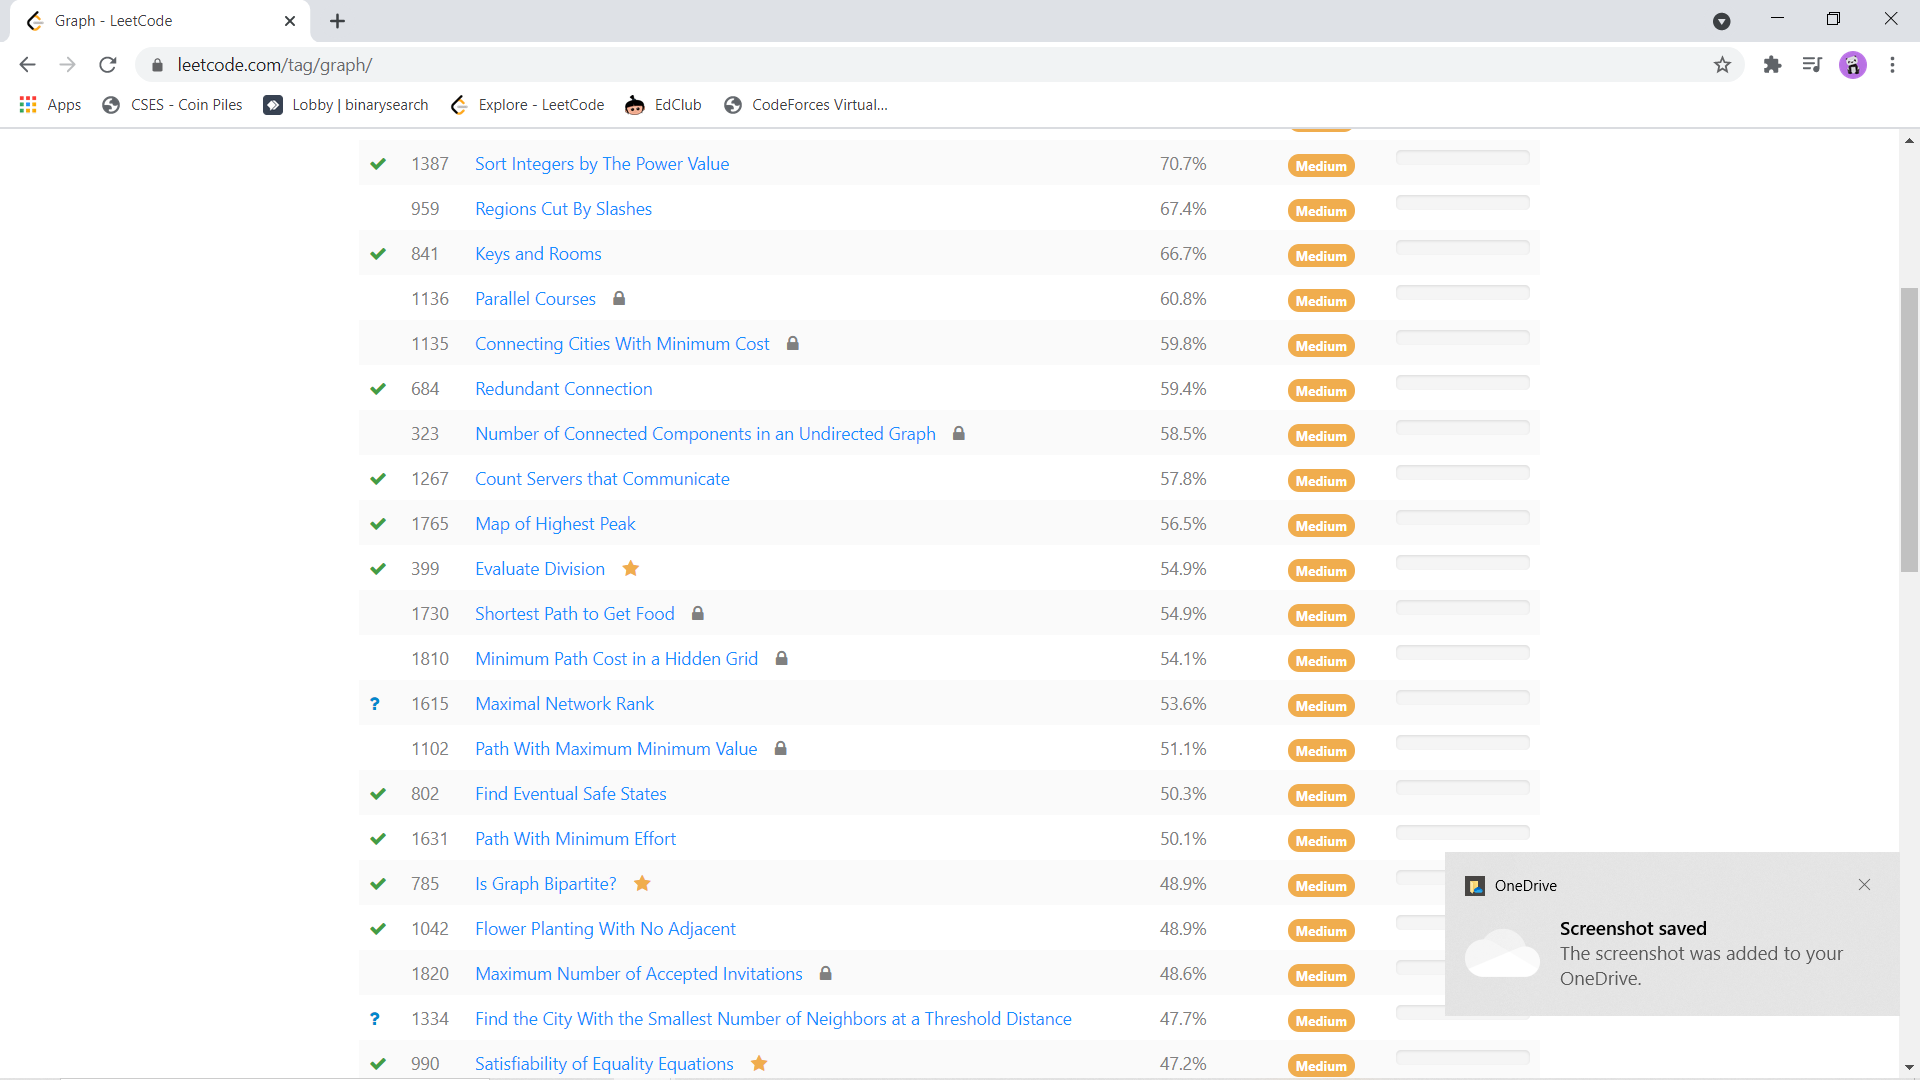 Graph - LeetCode
leetcode.com/tag/graph/
Apps CSES - Coin Piles Lobby | binarysearch Explore - LeetCode EdClub CodeForces Virtual...
1387 Sort Integers by The Power Value 70.7% Medium
959 Regions Cut By Slashes 67.4% Medium
841 Keys and Rooms 66.7% Medium
1136 Parallel Courses 60.8% Medium
1135 Connecting Cities With Minimum Cost 59.8% Medium
684 Redundant Connection 59.4% Medium
323 Number of Connected Components in an Undirected Graph 58.5% Medium
1267 Count Servers that Communicate 57.8% Medium
1765 Map of Highest Peak 56.5% Medium
399 Evaluate Division 54.9% Medium
1730 Shortest Path to Get Food 54.9% Medium
1810 Minimum Path Cost in a Hidden Grid 54.1% Medium
? 1615 Maximal Network Rank 53.6% Medium
1102 Path With Maximum Minimum Value 51.1% Medium
802 Find Eventual Safe States 50.3% Medium
1631 Path With Minimum Effort 50.1% Medium
785 Is Graph Bipartite? 48.9% Medium
1042 Flower Planting With No Adjacent 48.9% Medium
1820 Maximum Number of Accepted Invitations 48.6% Medium
? 1334 Find the City With the Smallest Number of Neighbors at a Threshold Distance 47.7% Medium
990 Satisfiability of Equality Equations 47.2% Medium
OneDrive
Screenshot saved
The screenshot was added to your
OneDrive.